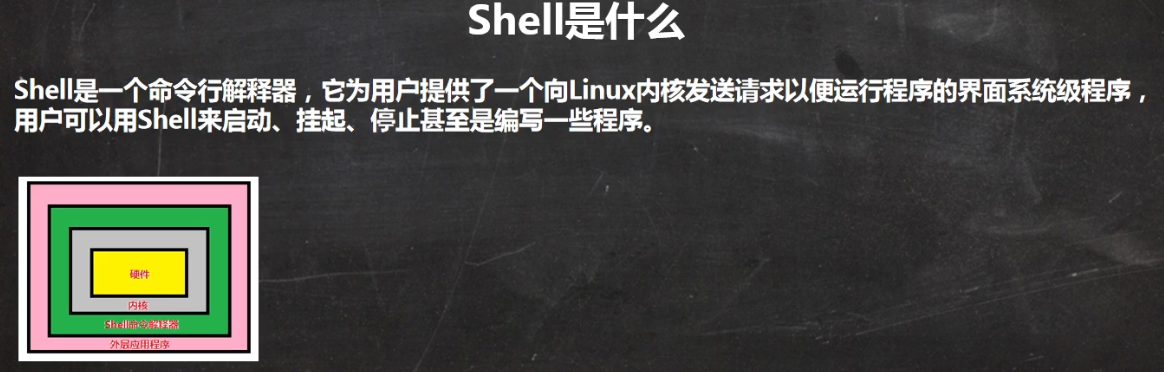 Shell是什么
Shell是一个命令行解释器，它为用户提供了一个向Linux内核发送请求以便运行程序的界面系统级程序，
用户可以用Shell来启动、挂起、停止甚至是编写一些程序。
硬件
内核
Shell命令解释器
外层应用程序